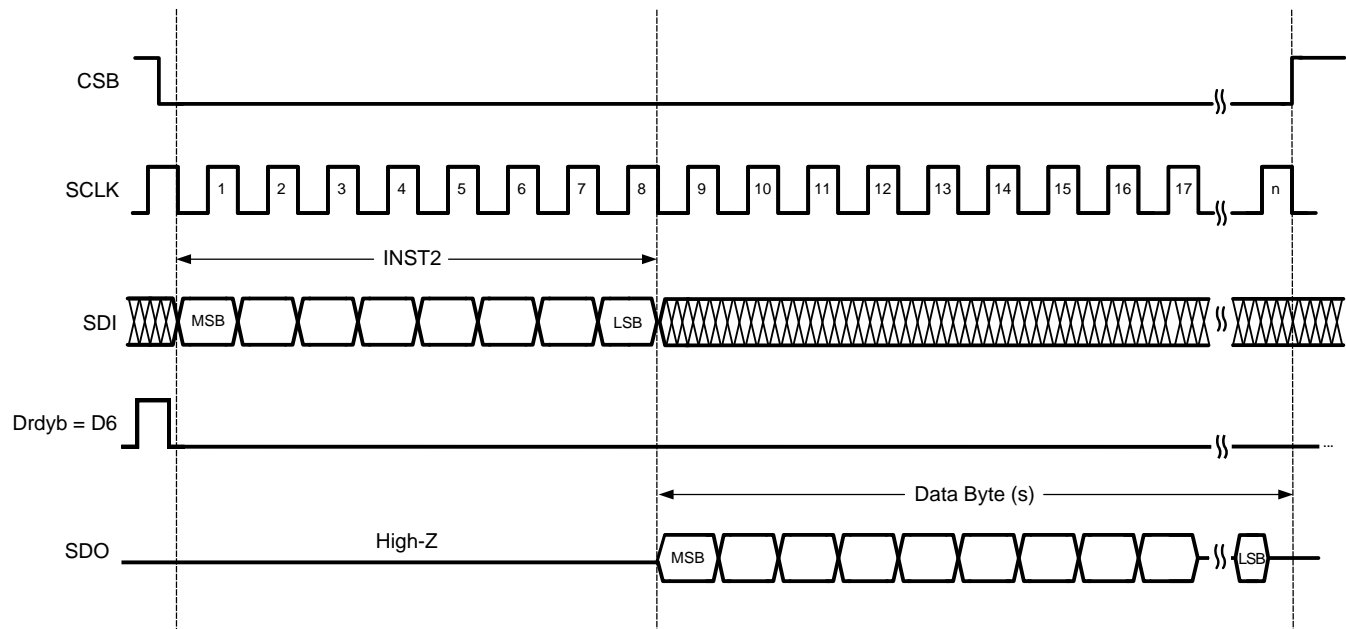 CSB
SCLK
1 2 3 4 5 6 7 8 9 10 11 12 13 14 15 16 17 n
INST2
SDI
MSB LSB
Drdyb = D6
...
Data Byte (s)
SDO
High-Z
MSB LSB